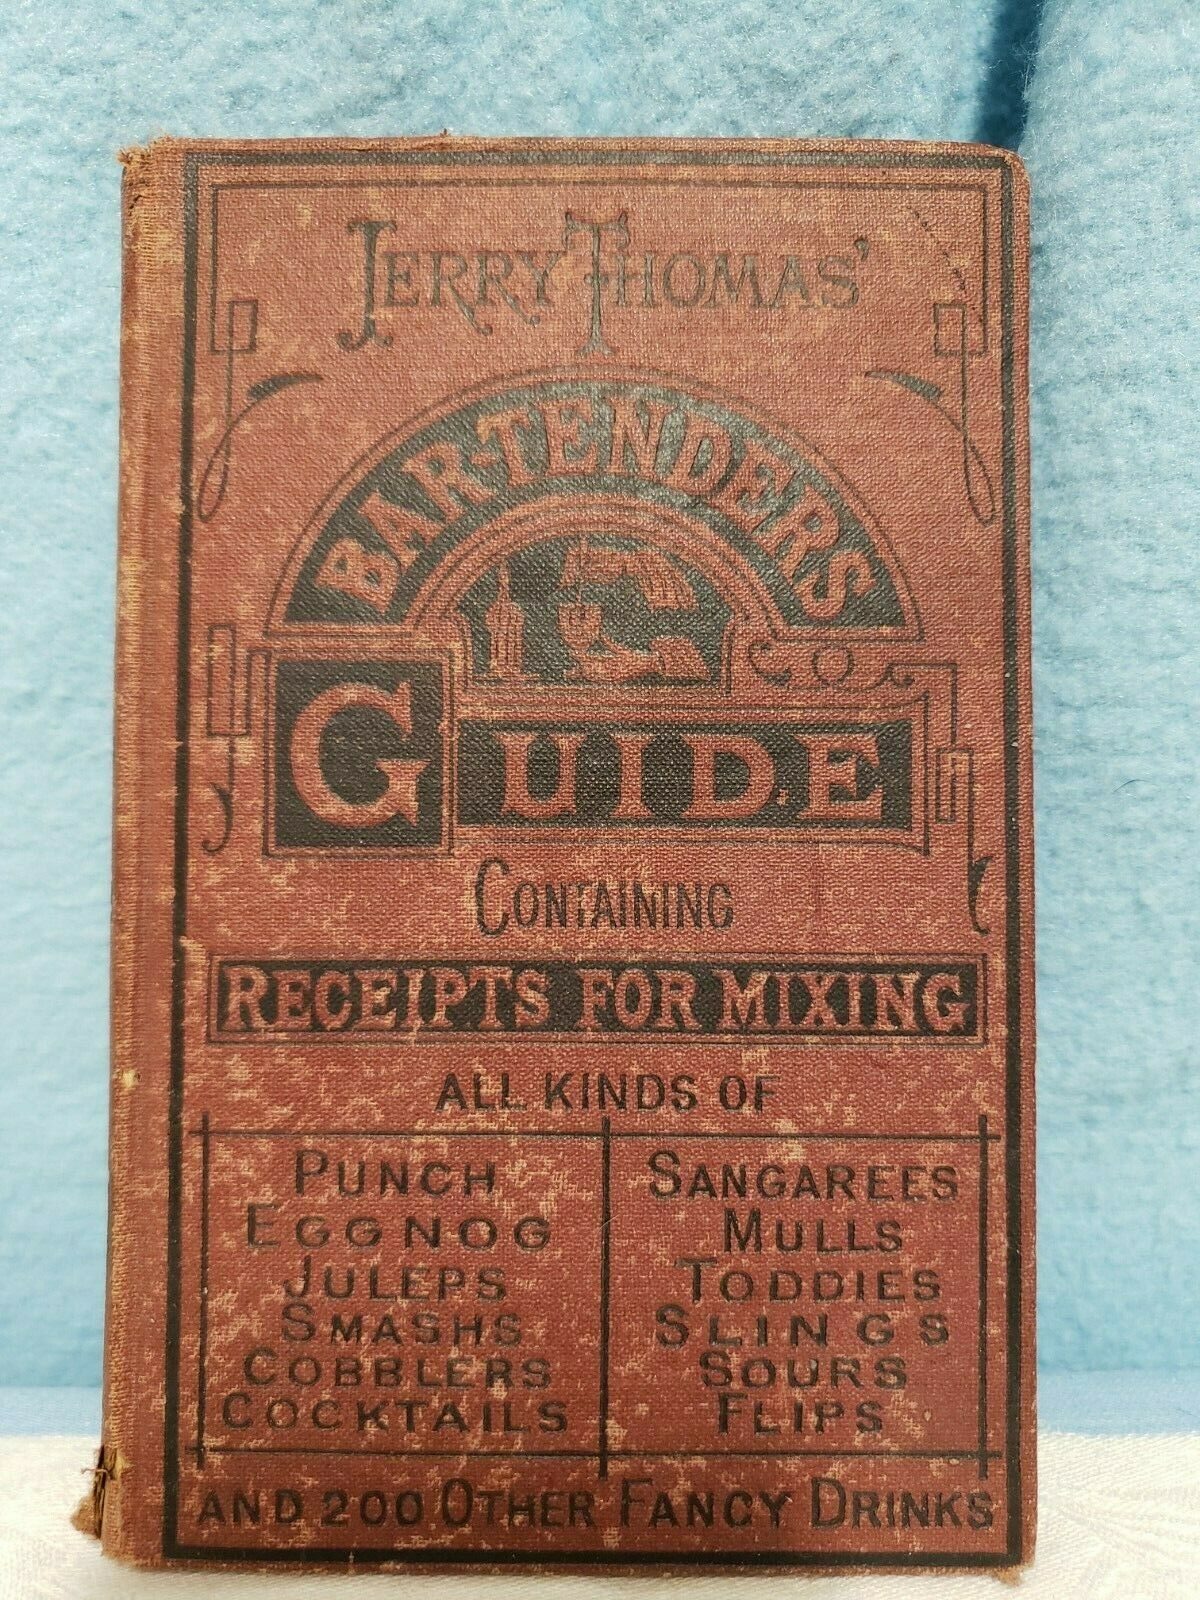 JERRY THOMAS'
BAR-TENDERS
GUIDE
CONTAINING
RECEIPTS FOR MIXING
ALL KINDS OF
PUNCH
EGGNOG
JULEPS
SMASHS
COBBLERS
COCKTAILS
SANGAREES
MULLS
TODDIES
SLINGS
SOURS
FLIPS
AND 200 OTHER FANCY DRINKS